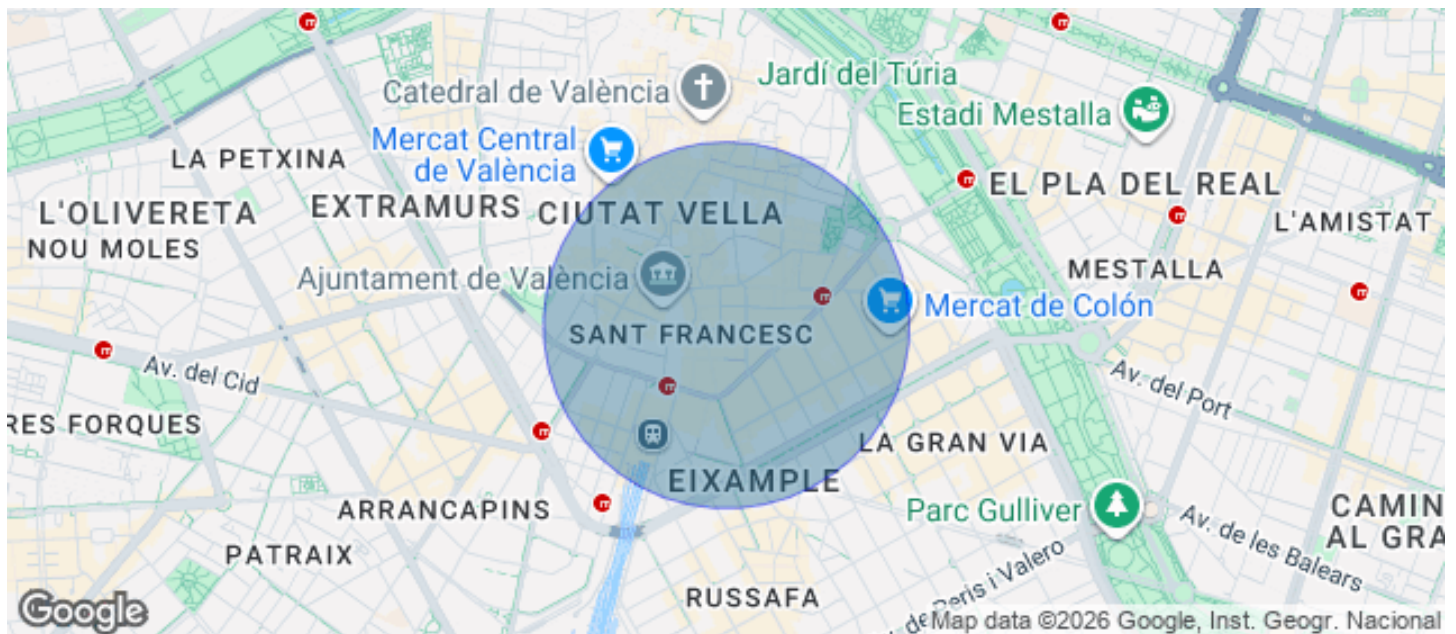 Jardí del Túria
Catedral de València
Estadi Mestalla
Mercat Central
de València
LA PETXINA
EL PLA DEL REAL
L'OLIVERETA
EXTRAMURS
CIUTAT VELLA
L'AMISTAT
NOU MOLES
MESTALLA
Ajuntament de València
Mercat de Colón
SANT FRANCESC
Av. del Cid
Av. del Port
RES FORQUES
LA GRAN VIA
EIXAMPLE
ARRANCAPINS
Parc Gulliver
CAMIN
AL GRA
Av. de les Balears
PATRAIX
RUSSAFA
de Peris i Valero
Google
Map data ©2026 Google, Inst. Geogr. Nacional